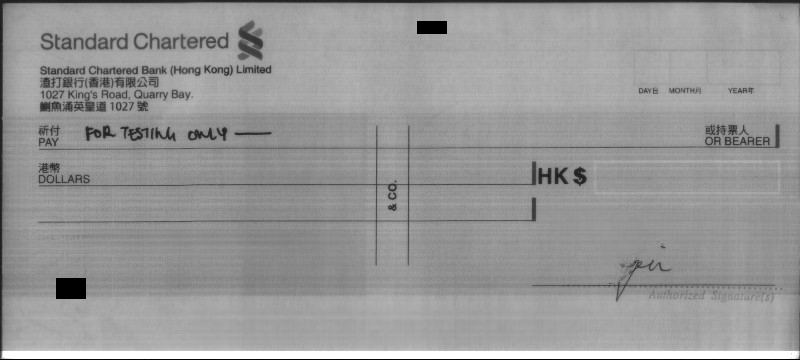 Standard Chartered
Standard Chartered Bank (Hong Kong) Limited
渣打銀行(香港)有限公司
1027 King's Road, Quarry Bay.
鰂魚涌英皇道 1027 號
DAY日 MONTH月 YEAR年
祈付
PAY FOR TESTING ONLY
或持票人
OR BEARER
港幣
DOLLARS
HK $
& CO.
Authorized Signature(s)